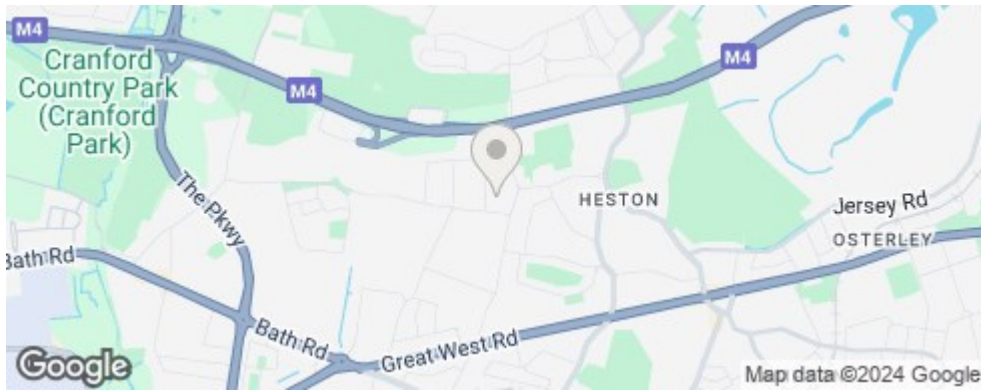 M4
Cranford
Country Park
(Cranford
Park)
M4
M4
The Pkwy
HESTON
Jersey Rd
OSTERLEY
Bath Rd
Bath Rd
Great West Rd
Google
Map data ©2024 Google